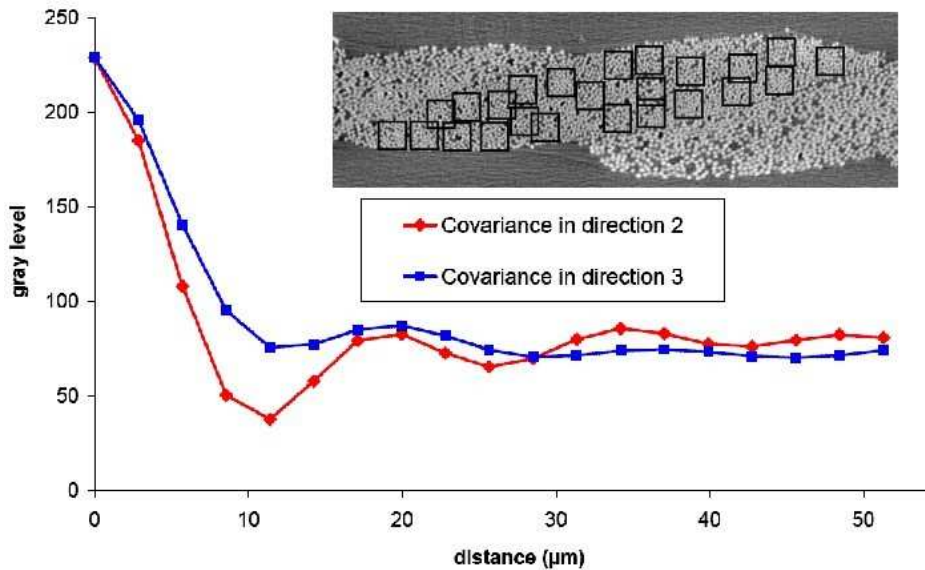 250
200
150
100
50
0
gray level
Covariance in direction 2
Covariance in direction 3
0 10 20 30 40 50
distance (µm)